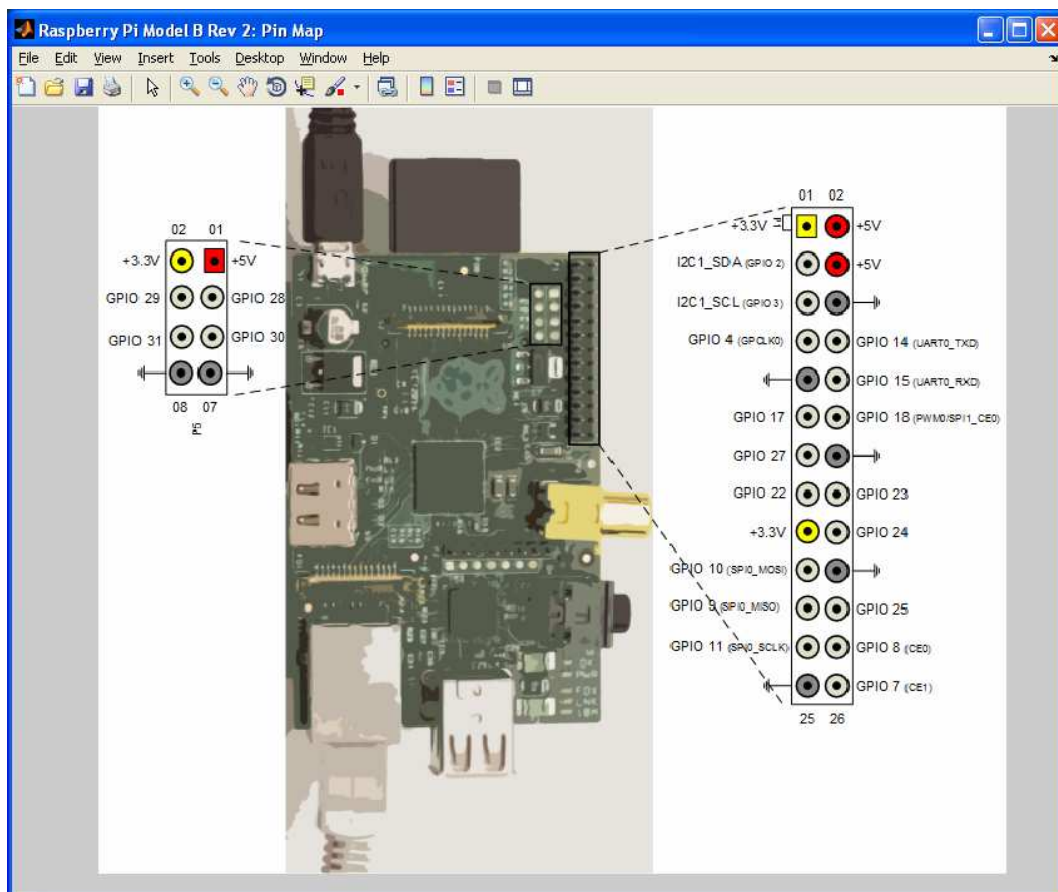 Raspberry Pi Model B Rev 2: Pin Map
File Edit View Insert Tools Desktop Window Help
02 01
+3.3V +5V
GPIO 29 GPIO 28
GPIO 31 GPIO 30
08 07
P5
01 02
+3.3V +5V
I2C1_SDA (GPIO 2) +5V
I2C1_SCL (GPIO 3)
GPIO 4 (GPCLK0) GPIO 14 (UART0_TXD)
GPIO 15 (UART0_RXD)
GPIO 17 GPIO 18 (PWM0/SPI1_CE0)
GPIO 27
GPIO 22 GPIO 23
+3.3V GPIO 24
GPIO 10 (SPI0_MOSI)
GPIO 9 (SPI0_MISO) GPIO 25
GPIO 11 (SPI0_SCLK) GPIO 8 (CE0)
GPIO 7 (CE1)
25 26